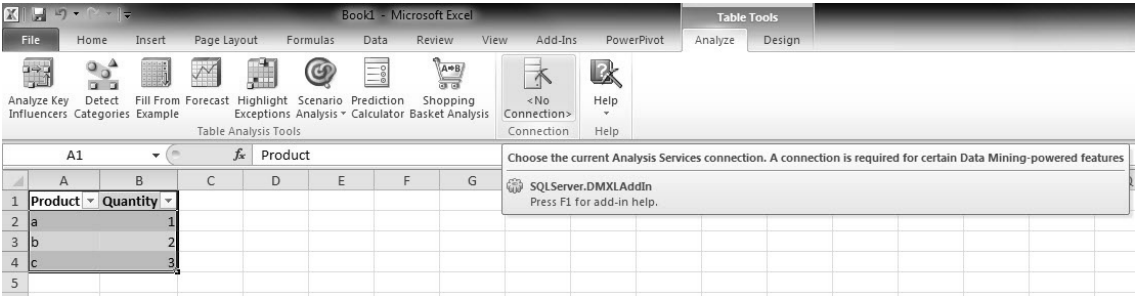 Book1 - Microsoft Excel
Table Tools
File Home Insert Page Layout Formulas Data Review View Add-Ins PowerPivot Analyze Design
Analyze Key Influencers
Detect Categories
Fill From Example
Forecast
Highlight Exceptions
Scenario Analysis
Prediction Calculator
Shopping Basket Analysis
<No Connection>
Help
Table Analysis Tools
Connection
Help
A1
fx
Product
Choose the current Analysis Services connection. A connection is required for certain Data Mining-powered features
SQLServer.DMXLAddIn
Press F1 for add-in help.
A B C D E F G
1 Product Quantity
2 a 1
3 b 2
4 c 3
5